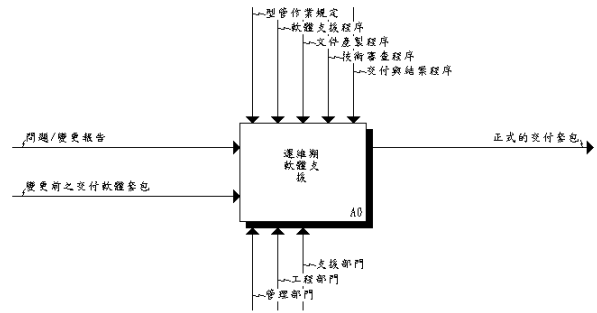 型管作業規定
軟體支援程序
文件產製程序
技術審查程序
交付與結案程序
問題/變更報告
正式的交付套包
運維期
軟體支
援
變更前之交付軟體套包
A0
支援部門
工程部門
管理部門